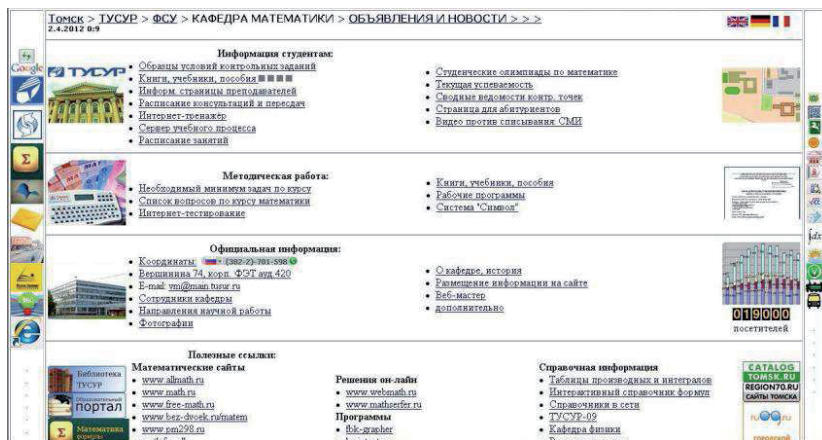 Томск > ТУСУР > ФСУ > КАФЕДРА МАТЕМАТИКИ > ОБЪЯВЛЕНИЯ И НОВОСТИ > > >
2.4.2012 0:9
Google
ТУСУР
Информация студентам:
Образцы условий контрольных заданий
Книги, учебники, пособия
Информ. страницы преподавателей
Расписание консультаций и пересдач
Интернет-тренажёр
Сервер учебного процесса
Расписание занятий
Студенческие олимпиады по математике
Текущая успеваемость
Сводные ведомости контр. точек
Страница для абитуриентов
Видео против списывания: СМИ
Методическая работа:
Необходимый минимум задач по курсу
Список вопросов по курсу математики
Интернет-тестирование
Книги, учебники, пособия
Рабочие программы
Система "Символ"
Официальная информация:
Координаты: (382-2)-701-598
Вершинина 74, корп. ФЭТ ауд.420
E-mail: vm@main.tusur.ru
Сотрудники кафедры
Направления научной работы
Фотографии
О кафедре, история
Размещение информации на сайте
Веб-мастер
дополнительно
019000
посетителей
Полезные ссылки:
Библиотека
ТУСУР
Образовательный
портал
Математика
формулы
Математические сайты
www.allmath.ru
www.math.ru
www.free-math.ru
www.bez-dvoek.ru/matem
www.pm298.ru
Решения он-лайн
www.webmath.ru
www.mathserfer.ru
Программы
fbk-grapher
Справочная информация
Таблицы производных и интегралов
Интерактивный справочник формул
Справочники в сети
ТУСУР-09
Кафедра физики
CATALOG
TOMSK.RU
REGION70.RU
САЙТЫ ТОМСКА
городской